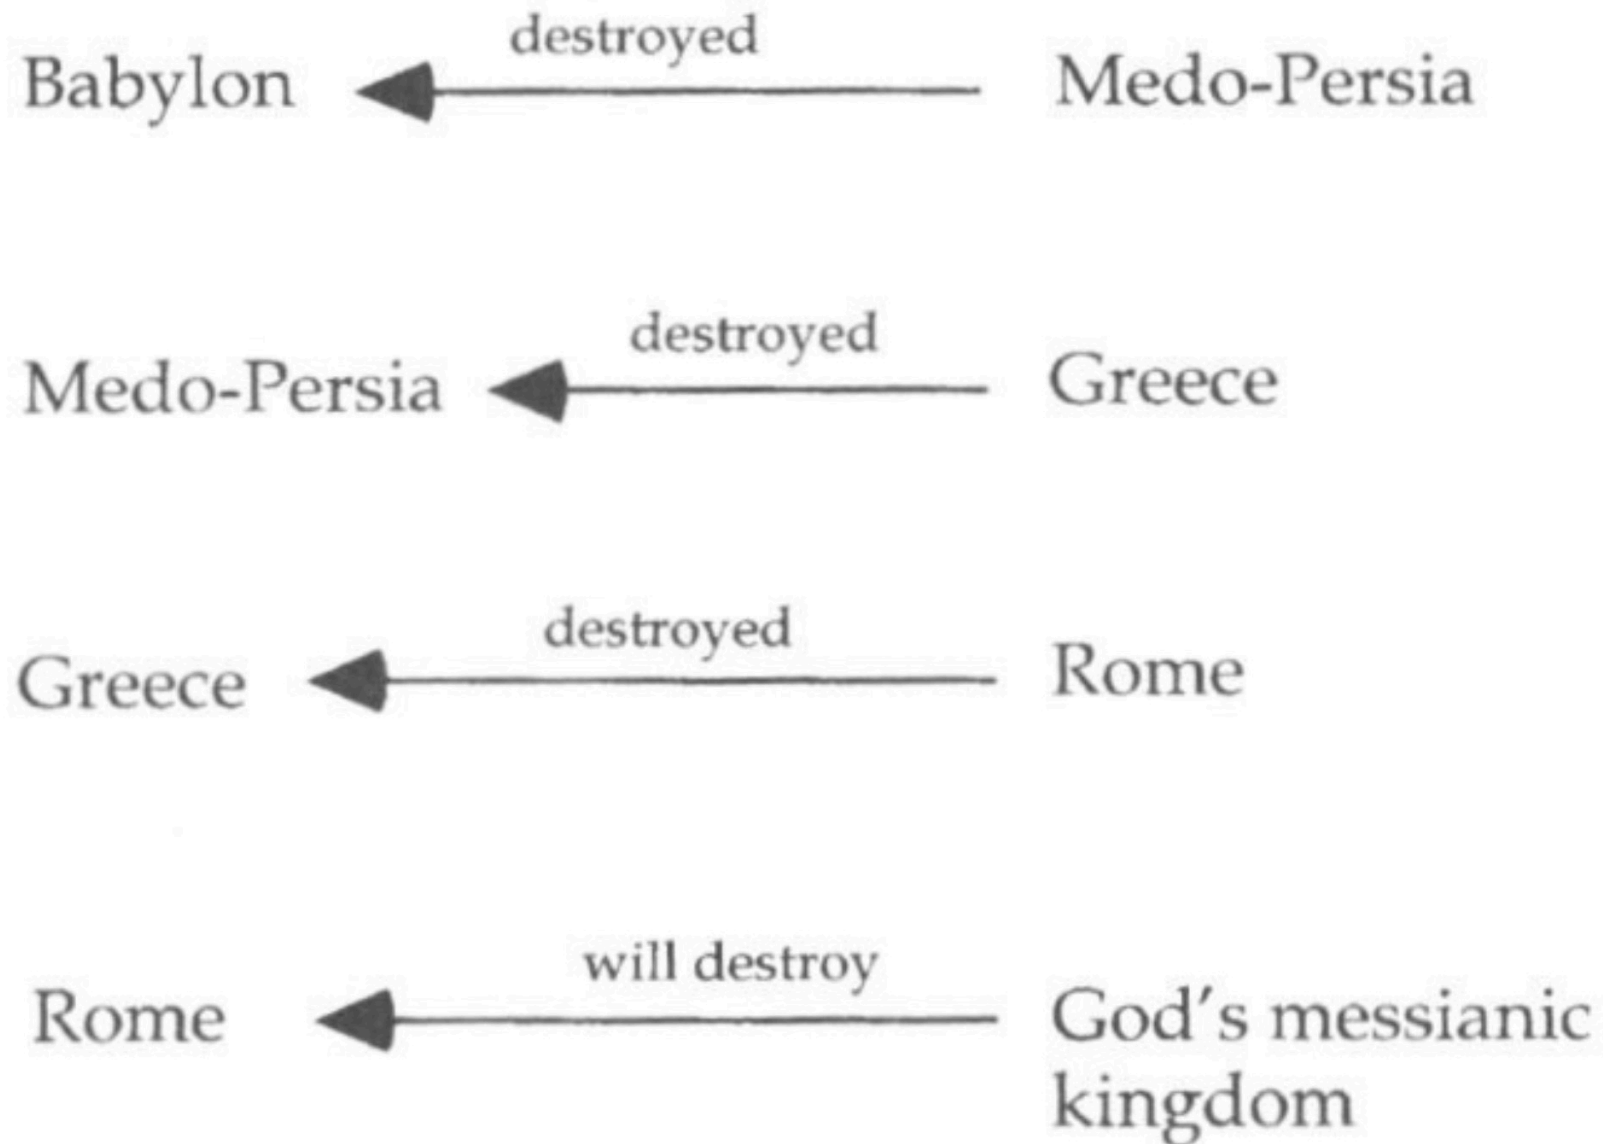 destroyed
Babylon Medo-Persia
destroyed
Medo-Persia Greece
destroyed
Greece Rome
will destroy
Rome God's messianic
kingdom